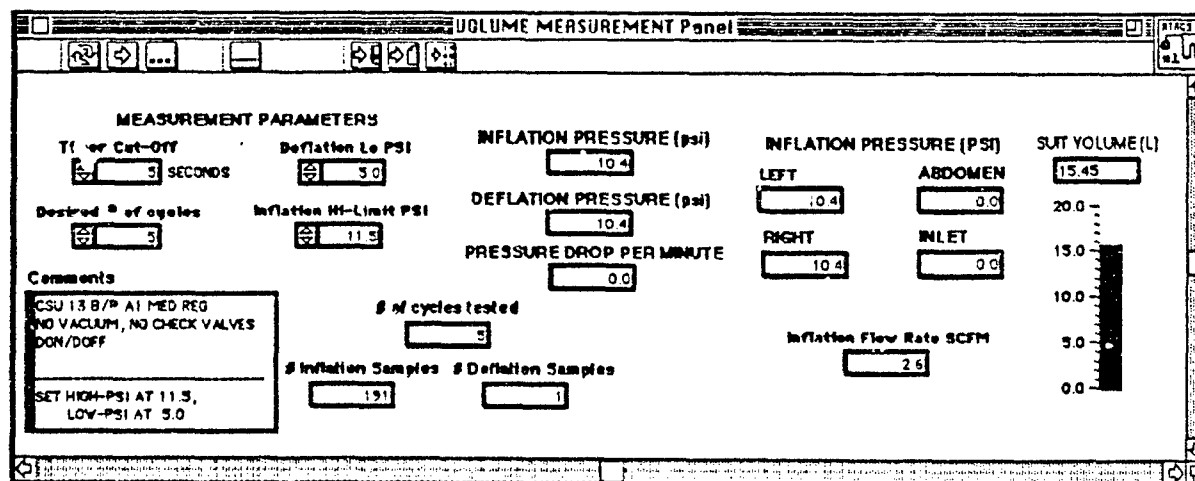 VOLUME MEASUREMENT Panel
MEASUREMENT PARAMETERS
Cut-Off
5 SECONDS
Deflation Lo PSI
5.0
Desired # of cycles
5
Inflation Hi-Limit PSI
11.5
Comments
CSU 13 B/P A1 MED REG
NO VACUUM, NO CHECK VALVES
DON/DOFF
SET HIGH-PSI AT 11.5,
LOW-PSI AT 5.0
INFLATION PRESSURE (psi)
10.4
DEFLATION PRESSURE (psi)
10.4
PRESSURE DROP PER MINUTE
0.0
# of cycles tested
5
# Inflation Samples
191
# Deflation Samples
1
INFLATION PRESSURE (PSI)
LEFT
10.4
ABDOMEN
0.0
RIGHT
10.4
INLET
0.0
Inflation Flow Rate SCFM
2.6
SUIT VOLUME (L)
15.45
20.0
15.0
10.0
5.0
0.0